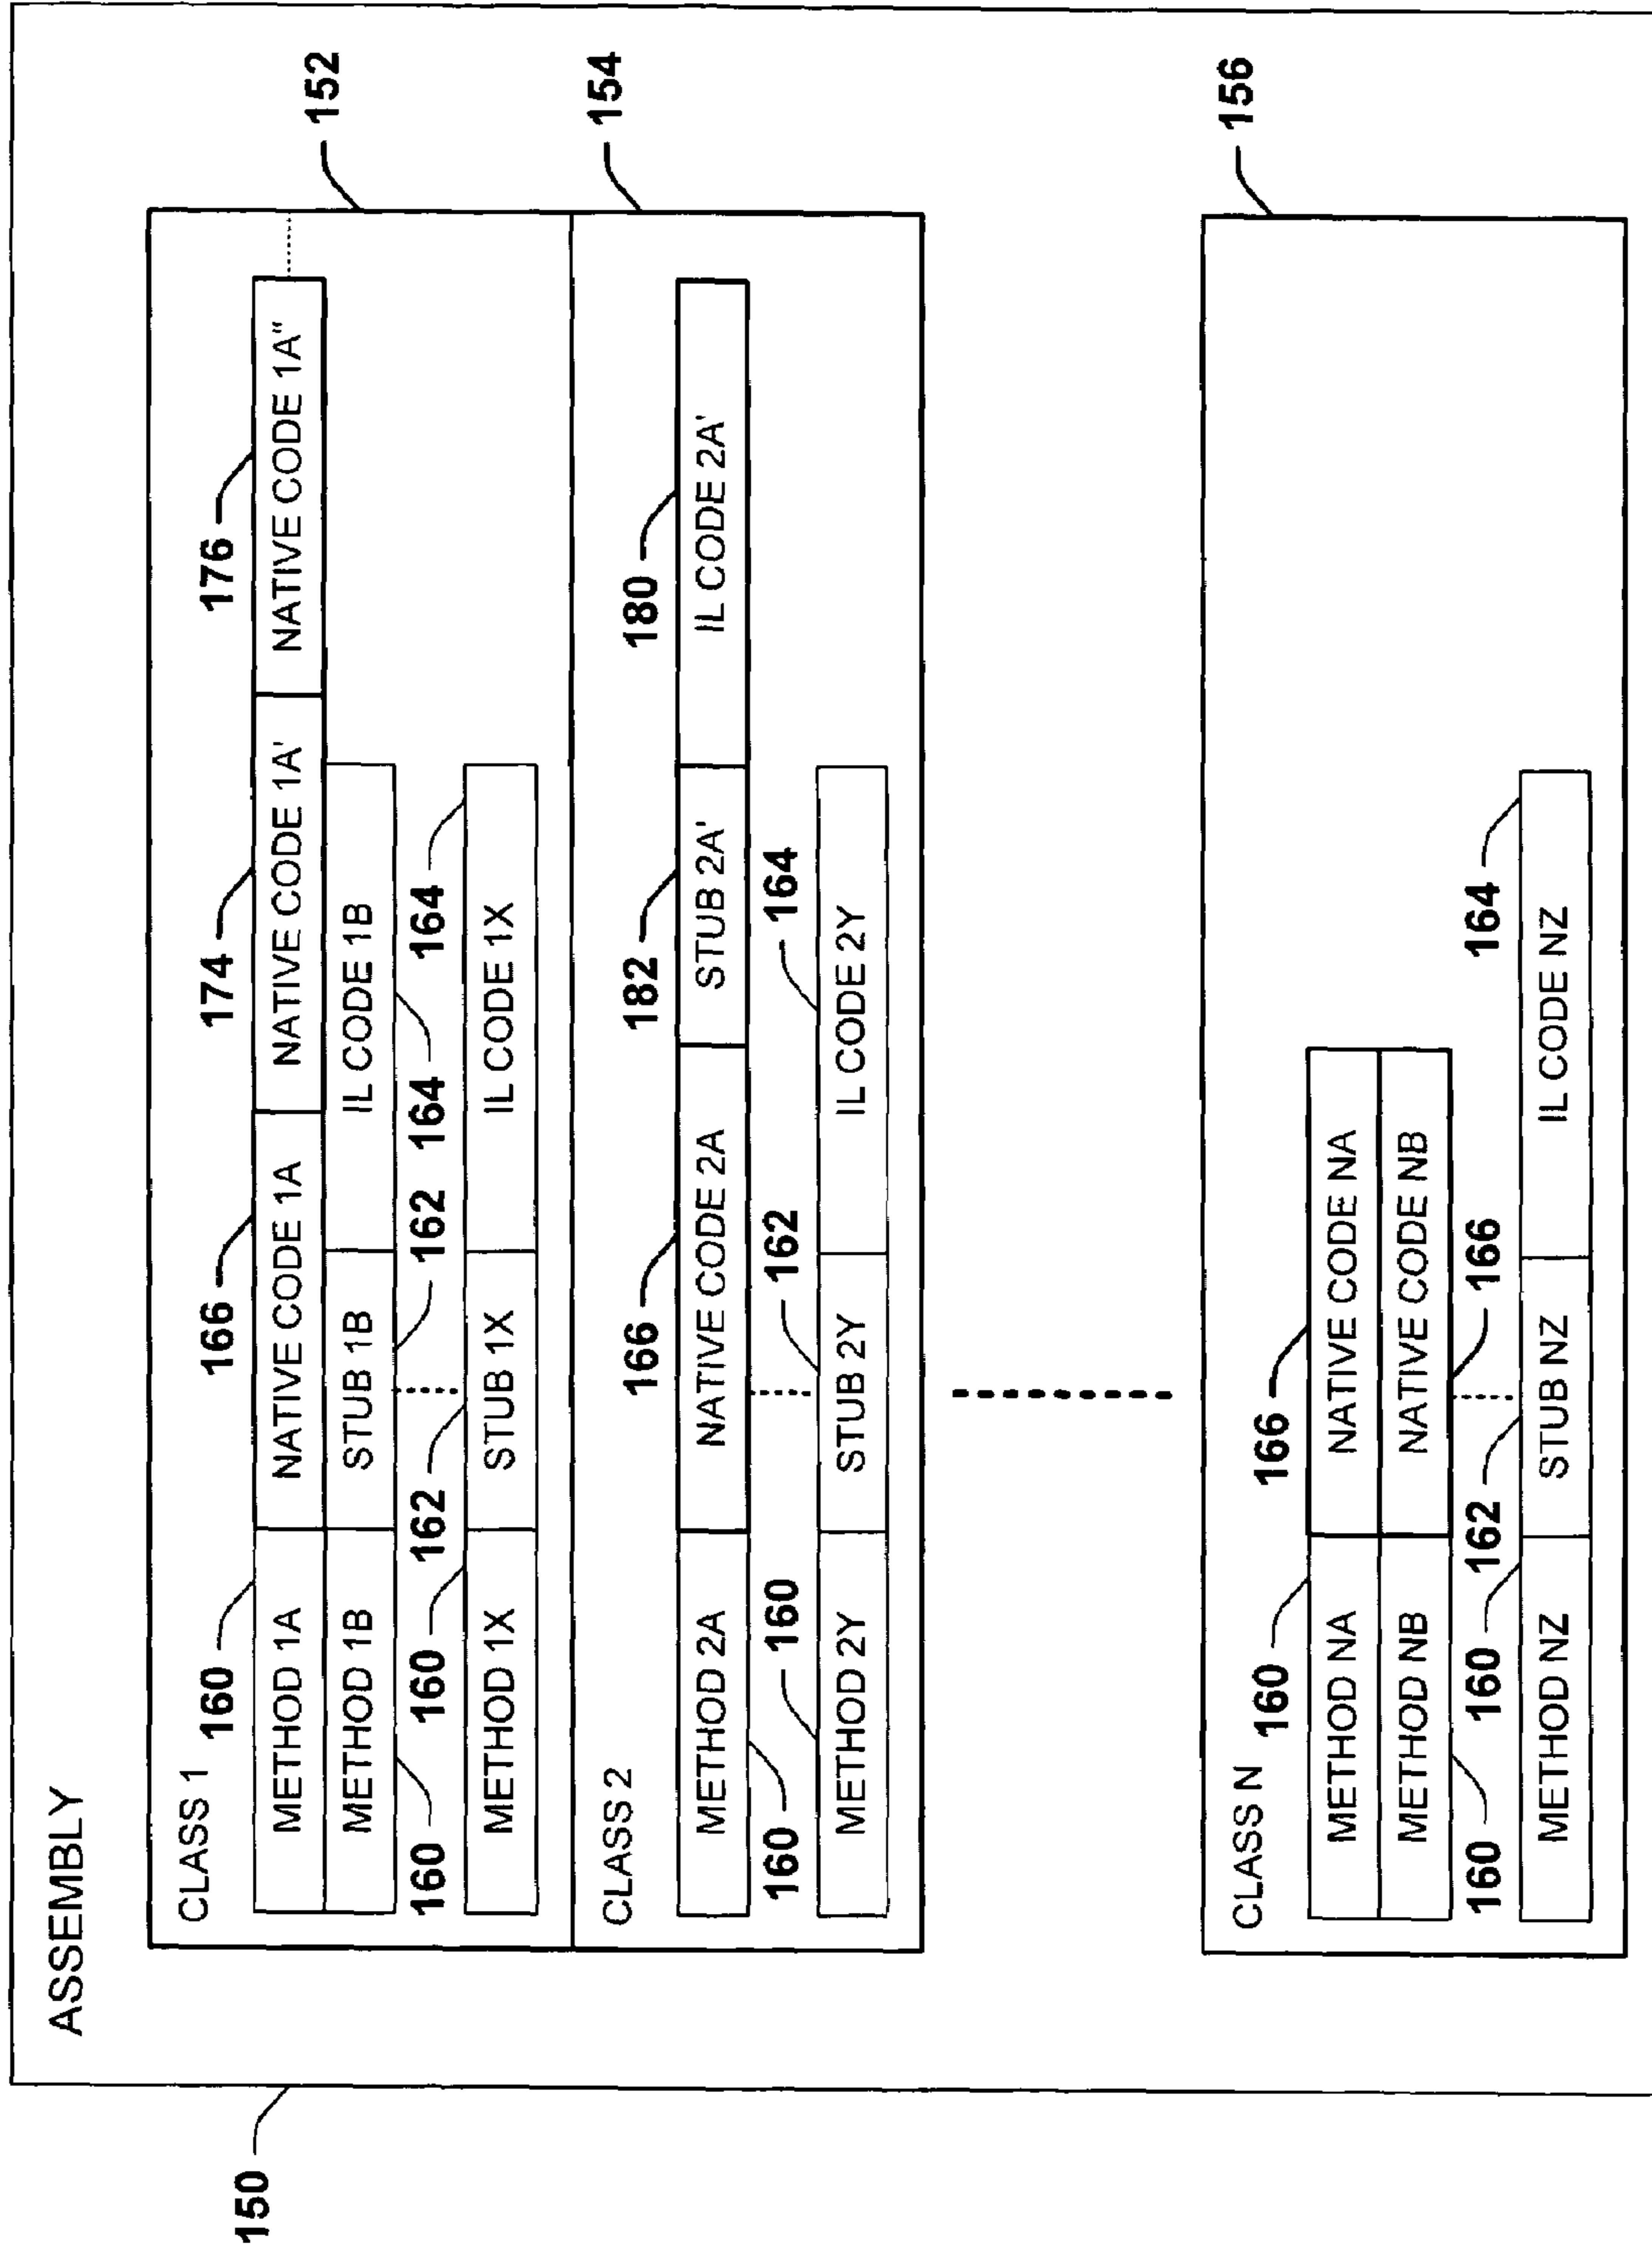 150
ASSEMBLY
152
CLASS 1
160 166 174 176
METHOD 1A NATIVE CODE 1A NATIVE CODE 1A' NATIVE CODE 1A"
METHOD 1B STUB 1B IL CODE 1B
160 160 162 162 164 164
METHOD 1X STUB 1X IL CODE 1X
154
CLASS 2
166 182 180
METHOD 2A NATIVE CODE 2A STUB 2A' IL CODE 2A'
160 160 162 164
METHOD 2Y STUB 2Y IL CODE 2Y
156
CLASS N
160 166
METHOD NA NATIVE CODE NA
METHOD NB NATIVE CODE NB
160 160 162 166 164
METHOD NZ STUB NZ IL CODE NZ